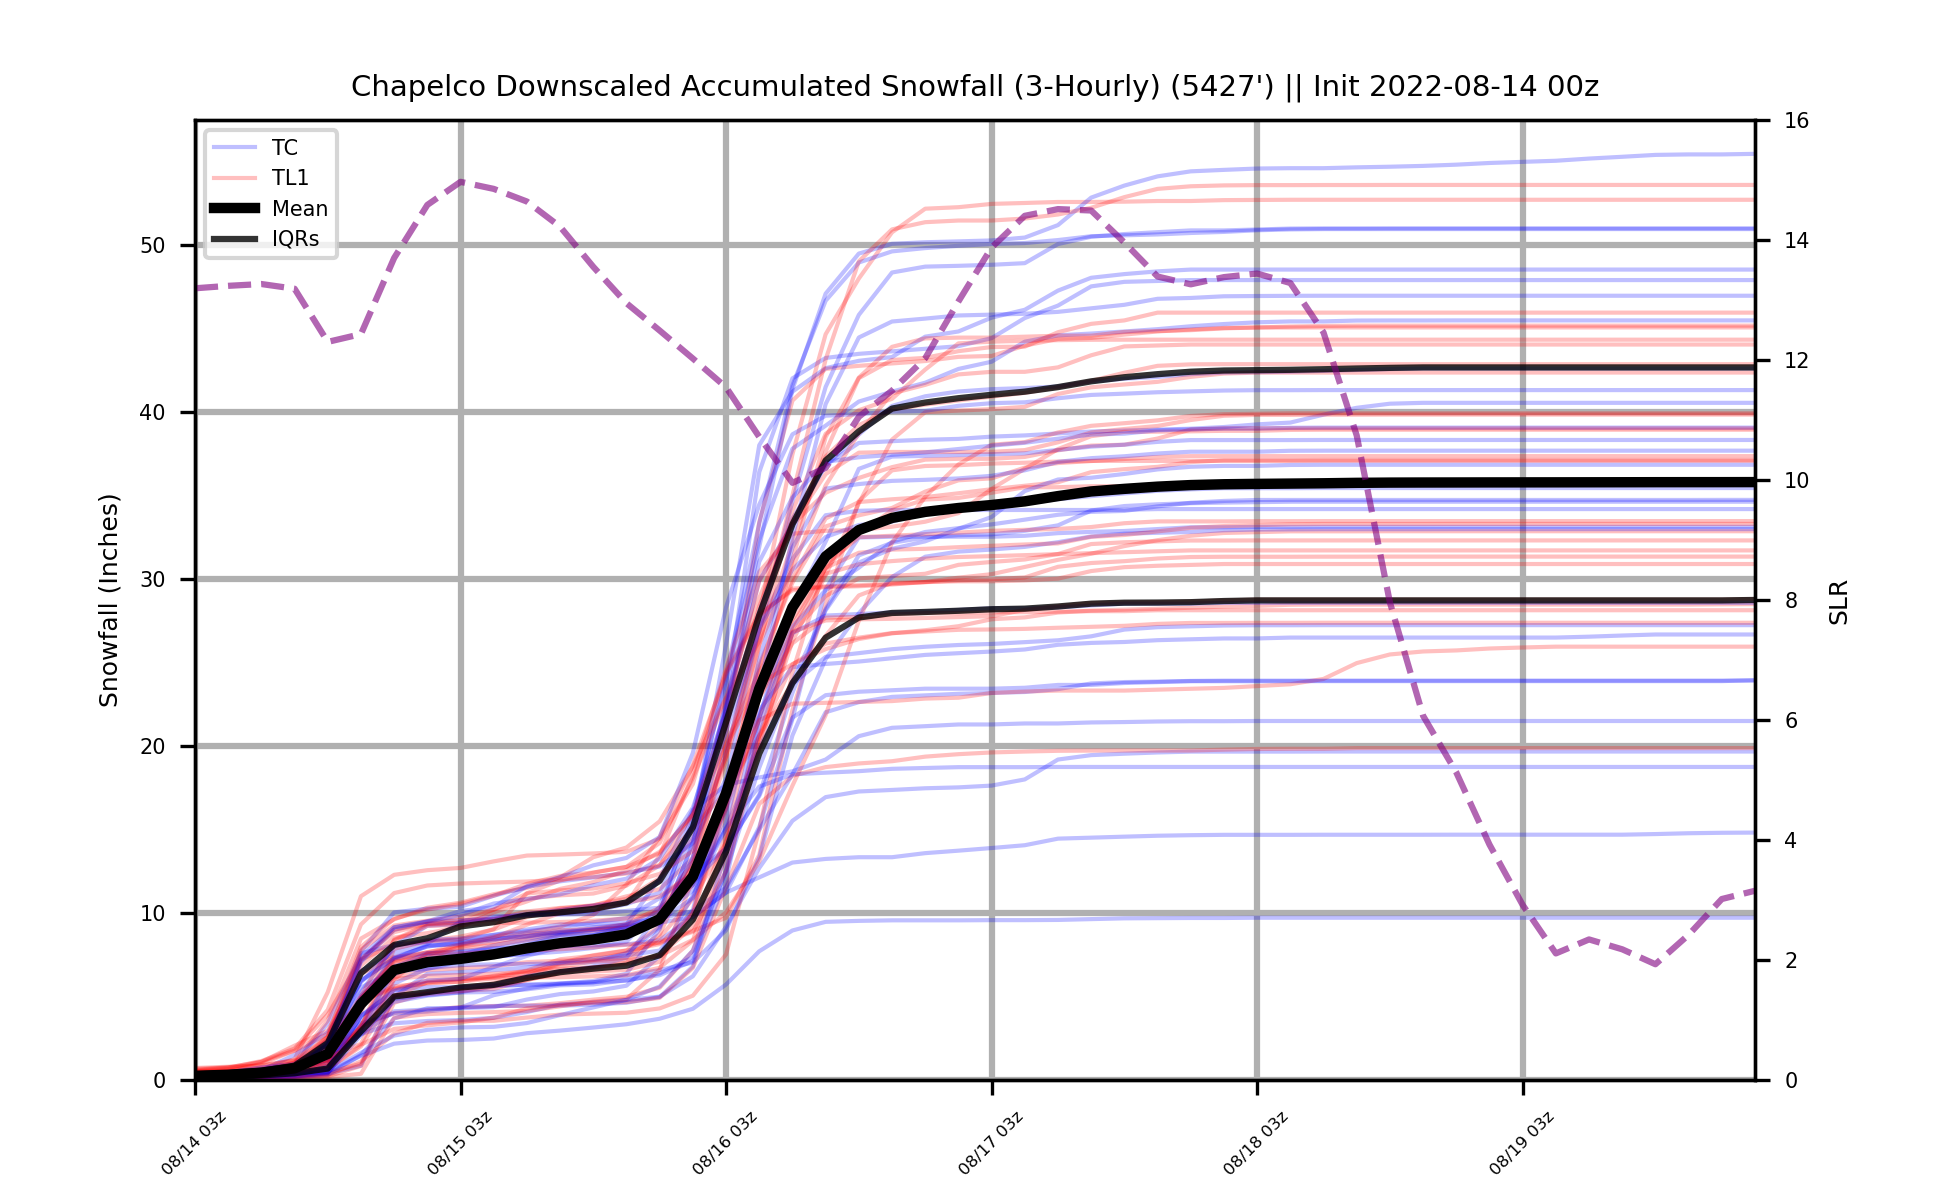 Chapelco Downscaled Accumulated Snowfall (3-Hourly) (5427') || Init 2022-08-14 00z
TC
TL1
Mean
IQRs
Snowfall (Inches)
50
40
30
20
10
0
16
14
12
10
8
6
4
2
0
SLR
08/14 03z
08/15 03z
08/16 03z
08/17 03z
08/18 03z
08/19 03z